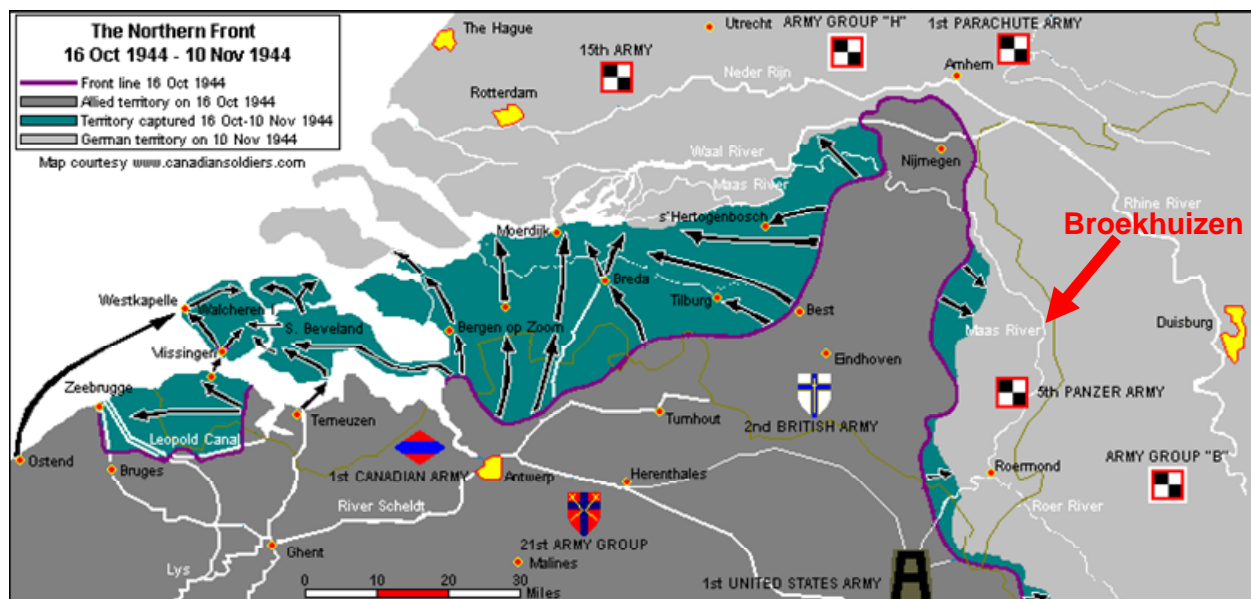 The Northern Front
16 Oct 1944 - 10 Nov 1944
Front line 16 Oct 1944
Allied territory on 16 Oct 1944
Territory captured 16 Oct-10 Nov 1944
German territory on 10 Nov 1944
Map courtesy www.canadiansoldiers.com
The Hague
Utrecht
ARMY GROUP "H"
1st PARACHUTE ARMY
15th ARMY
Neder Rijn
Arnhem
Rotterdam
Waal River
Nijmegen
Maas River
Rhine River
s'Hertogenbosch
Broekhuizen
Moerdijk
Breda
Westkapelle
Walcheren I.
Tilburg
Best
S. Beveland
Bergen op Zoom
Maas River
Duisburg
Vlissingen
Eindhoven
Zeebrugge
5th PANZER ARMY
Terneuzen
Turnhout
2nd BRITISH ARMY
Leopold Canal
Ostend
Bruges
1st CANADIAN ARMY
Antwerp
Herenthales
Roermond
ARMY GROUP "B"
River Scheldt
Roer River
21st ARMY GROUP
Ghent
Malines
Lys
1st UNITED STATES ARMY
0 10 20 30
Miles